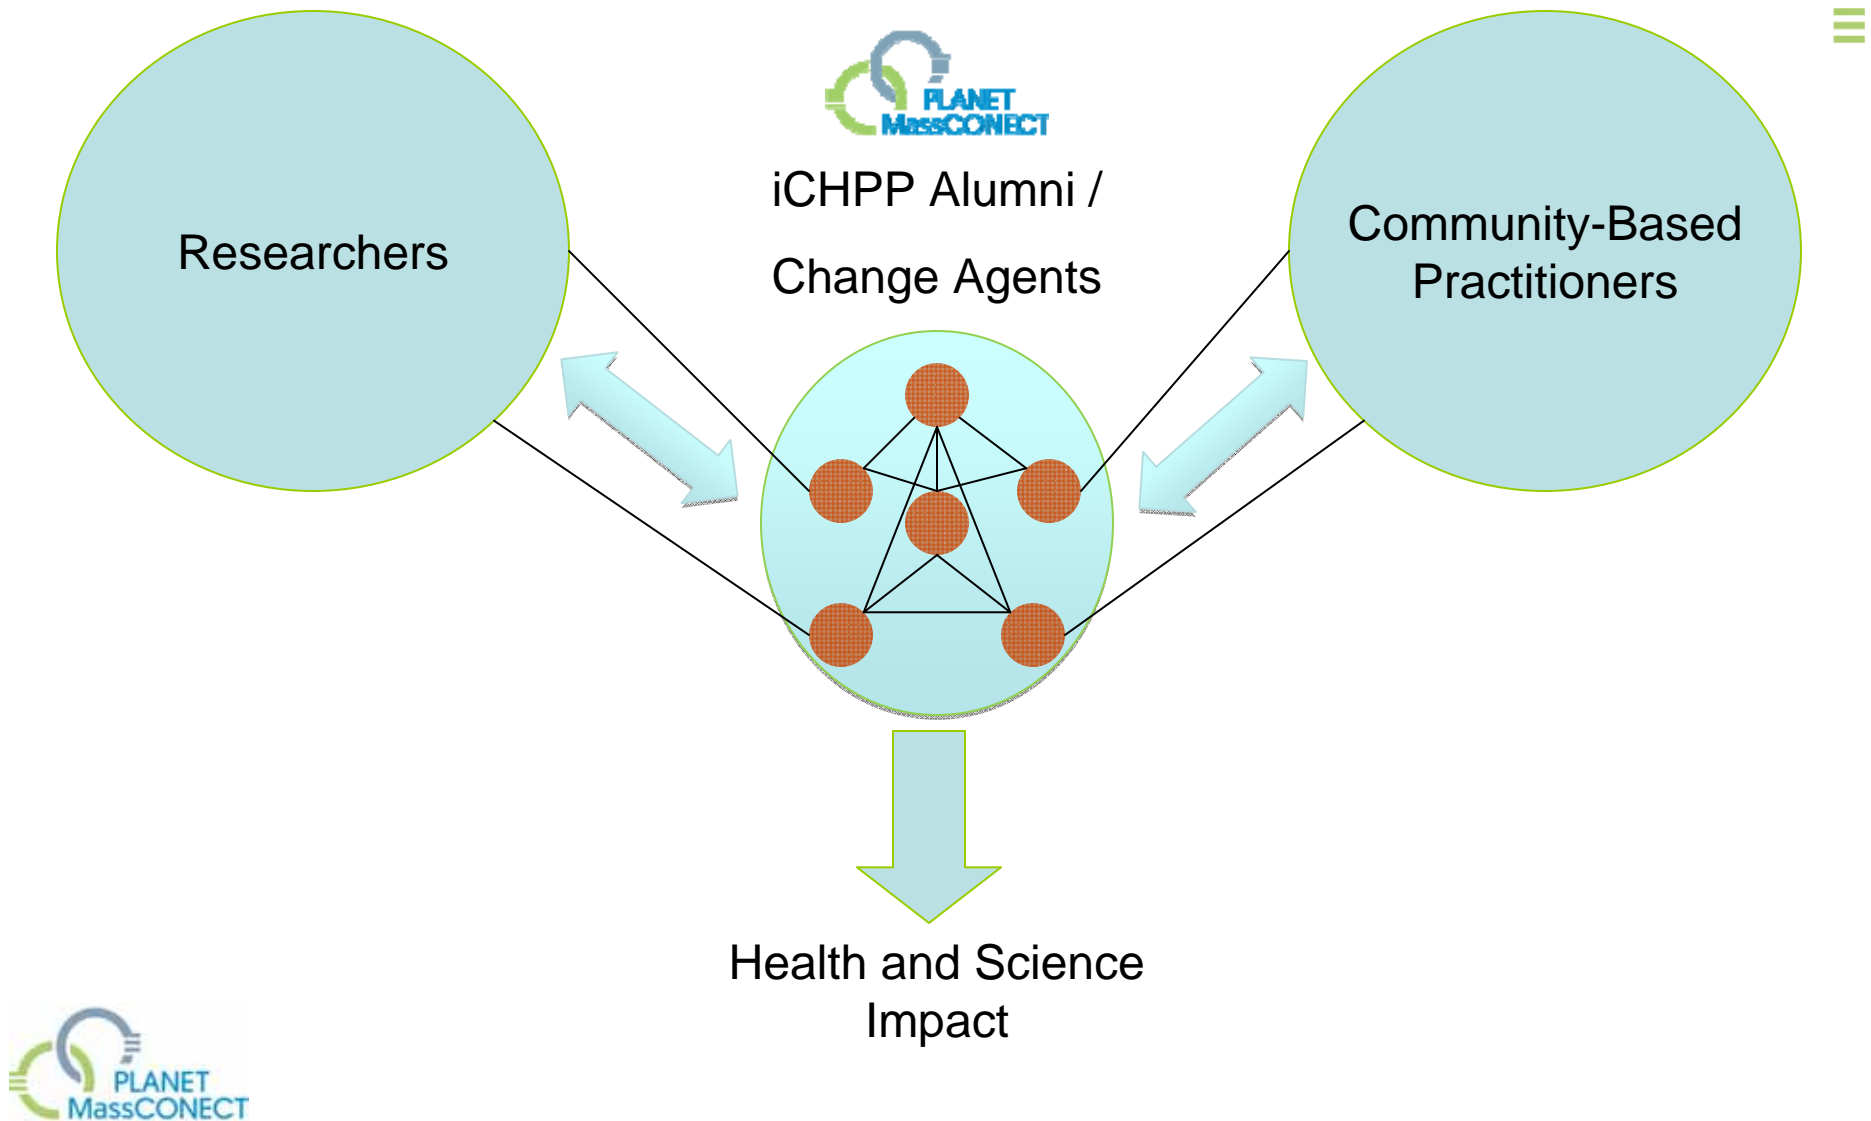 PLANET
MassCONECT
iCHPP Alumni /
Change Agents
Researchers
Community-Based
Practitioners
Health and Science
Impact
PLANET
MassCONECT